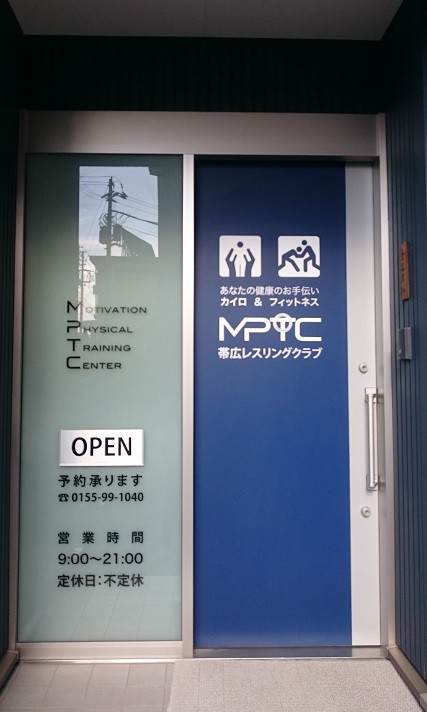 MOTIVATION
PHYSICAL
TRAINING
CENTER
OPEN
予約承ります
☎0155-99-1040
営業時間
9:00～21:00
定休日：不定休
あなたの健康のお手伝い
カイロ & フィットネス
MPTC
帯広レスリングクラブ